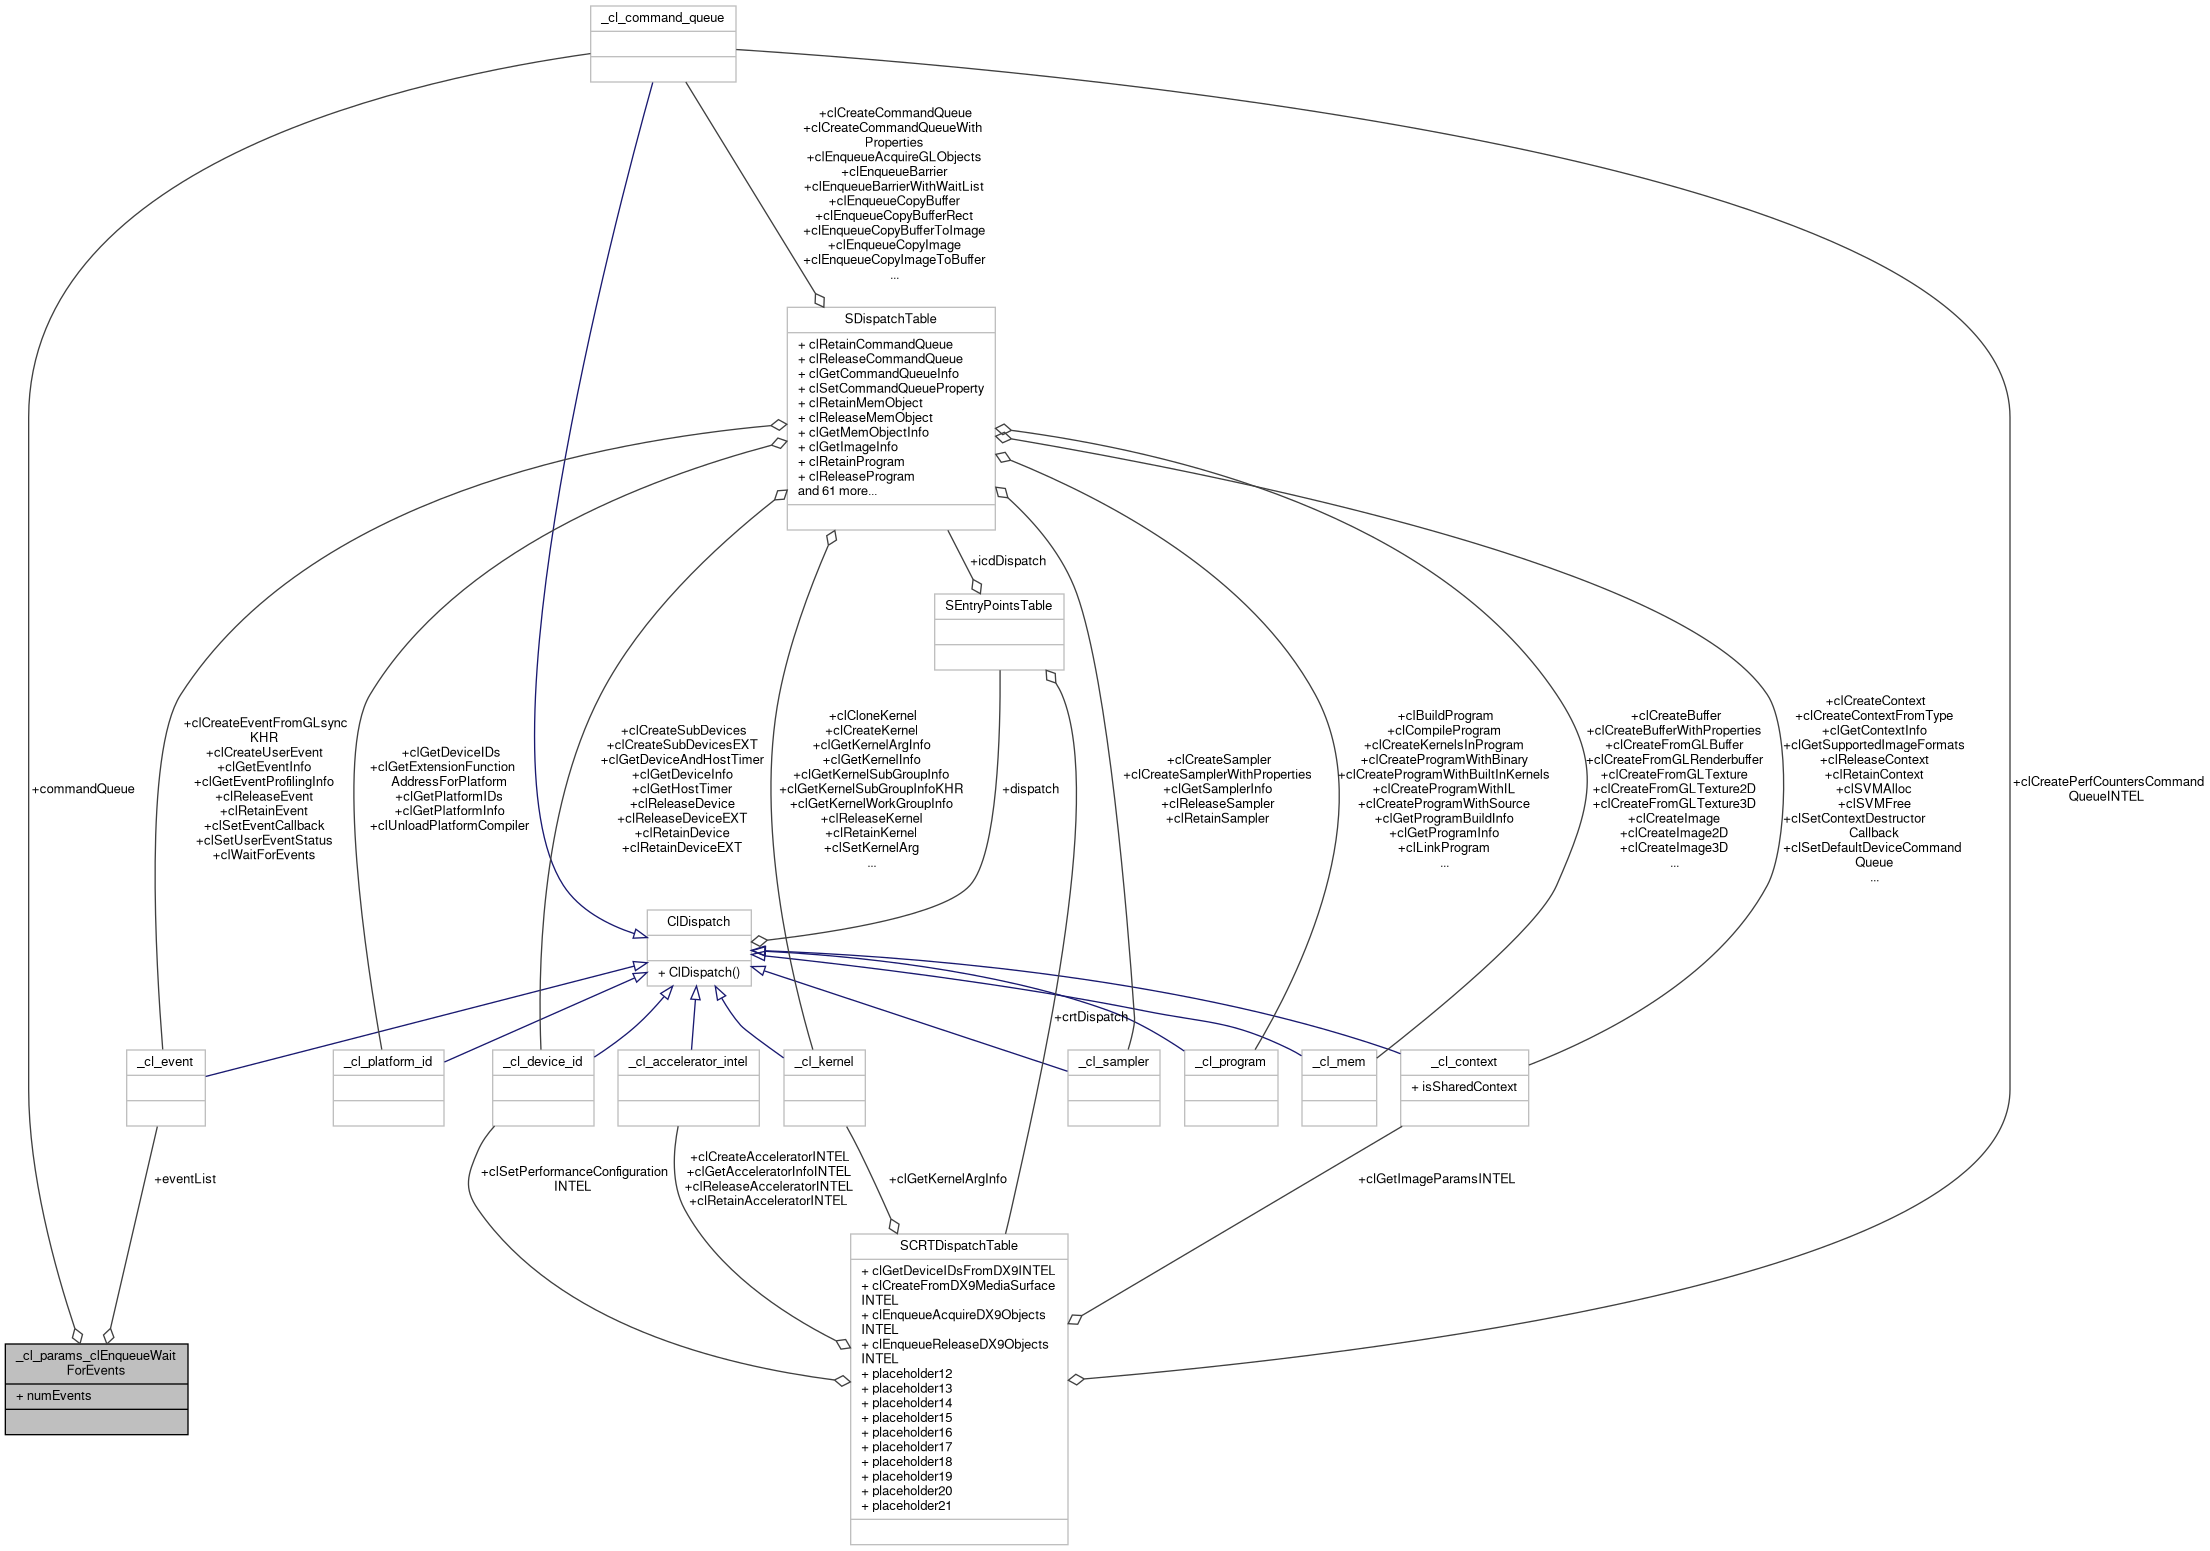 _cl_command_queue
+clCreateCommandQueue
+clCreateCommandQueueWith
Properties
+clEnqueueAcquireGLObjects
+clEnqueueBarrier
+clEnqueueBarrierWithWaitList
+clEnqueueCopyBuffer
+clEnqueueCopyBufferRect
+clEnqueueCopyBufferToImage
+clEnqueueCopyImage
+clEnqueueCopyImageToBuffer
...
SDispatchTable
+ clRetainCommandQueue
+ clReleaseCommandQueue
+ clGetCommandQueueInfo
+ clSetCommandQueueProperty
+ clRetainMemObject
+ clReleaseMemObject
+ clGetMemObjectInfo
+ clGetImageInfo
+ clRetainProgram
+ clReleaseProgram
and 61 more...
+icdDispatch
SEntryPointsTable
+commandQueue
+clCreateEventFromGLsync
KHR
+clCreateUserEvent
+clGetEventInfo
+clGetEventProfilingInfo
+clReleaseEvent
+clRetainEvent
+clSetEventCallback
+clSetUserEventStatus
+clWaitForEvents
+clGetDeviceIDs
+clGetExtensionFunction
AddressForPlatform
+clGetPlatformIDs
+clGetPlatformInfo
+clUnloadPlatformCompiler
+clCreateSubDevices
+clCreateSubDevicesEXT
+clGetDeviceAndHostTimer
+clGetDeviceInfo
+clGetHostTimer
+clReleaseDevice
+clReleaseDeviceEXT
+clRetainDevice
+clRetainDeviceEXT
+clCloneKernel
+clCreateKernel
+clGetKernelArgInfo
+clGetKernelInfo
+clGetKernelSubGroupInfo
+clGetKernelSubGroupInfoKHR
+clGetKernelWorkGroupInfo
+clReleaseKernel
+clRetainKernel
+clSetKernelArg
...
+dispatch
+clCreateSampler
+clCreateSamplerWithProperties
+clGetSamplerInfo
+clReleaseSampler
+clRetainSampler
+clBuildProgram
+clCompileProgram
+clCreateKernelsInProgram
+clCreateProgramWithBinary
+clCreateProgramWithBuiltInKernels
+clCreateProgramWithIL
+clCreateProgramWithSource
+clGetProgramBuildInfo
+clGetProgramInfo
+clLinkProgram
...
+clCreateBuffer
+clCreateBufferWithProperties
+clCreateFromGLBuffer
+clCreateFromGLRenderbuffer
+clCreateFromGLTexture
+clCreateFromGLTexture2D
+clCreateFromGLTexture3D
+clCreateImage
+clCreateImage2D
+clCreateImage3D
...
+clCreateContext
+clCreateContextFromType
+clGetContextInfo
+clGetSupportedImageFormats
+clReleaseContext
+clRetainContext
+clSVMAlloc
+clSVMFree
+clSetContextDestructor
Callback
+clSetDefaultDeviceCommand
Queue
...
+clCreatePerfCountersCommand
QueueINTEL
ClDispatch
+ ClDispatch()
+crtDispatch
_cl_event
_cl_platform_id
_cl_device_id
_cl_accelerator_intel
_cl_kernel
_cl_sampler
_cl_program
_cl_mem
_cl_context
+ isSharedContext
+eventList
+clSetPerformanceConfiguration
INTEL
+clCreateAcceleratorINTEL
+clGetAcceleratorInfoINTEL
+clReleaseAcceleratorINTEL
+clRetainAcceleratorINTEL
+clGetKernelArgInfo
+clGetImageParamsINTEL
SCRTDispatchTable
+ clGetDeviceIDsFromDX9INTEL
+ clCreateFromDX9MediaSurface
INTEL
+ clEnqueueAcquireDX9Objects
INTEL
+ clEnqueueReleaseDX9Objects
INTEL
+ placeholder12
+ placeholder13
+ placeholder14
+ placeholder15
+ placeholder16
+ placeholder17
+ placeholder18
+ placeholder19
+ placeholder20
+ placeholder21
_cl_params_clEnqueueWait
ForEvents
+ numEvents